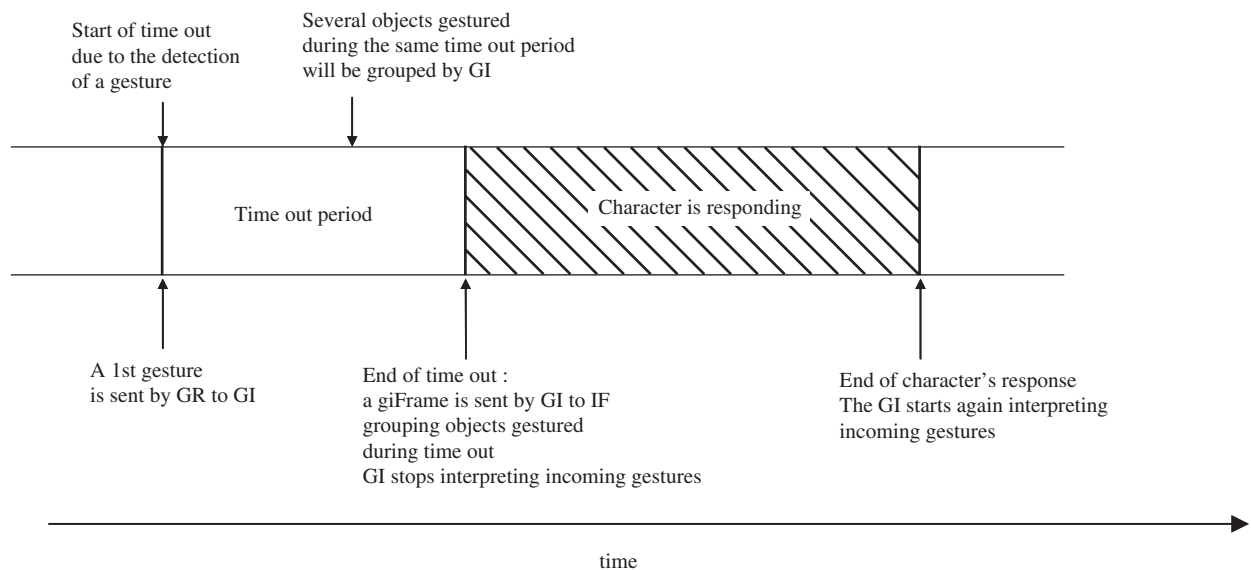 Start of time out
due to the detection
of a gesture
Several objects gestured
during the same time out period
will be grouped by GI
Time out period
Character is responding
A 1st gesture
is sent by GR to GI
End of time out :
a giFrame is sent by GI to IF
grouping objects gestured
during time out
GI stops interpreting incoming gestures
End of character's response
The GI starts again interpreting
incoming gestures
time